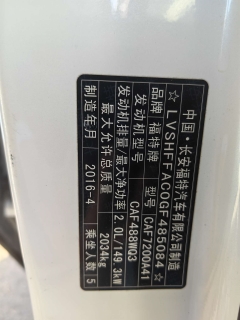 中国·长安福特汽车有限公司制造
☆LVSHFFAC0GF485084☆
品牌 福特牌 型号 CAF7200A41
发动机型号 CAF488WQ3
发动机排量/最大净功率 2.0L/149.3kW
最大允许总质量 2034kg
制造年月 2016-4 乘坐人数 5